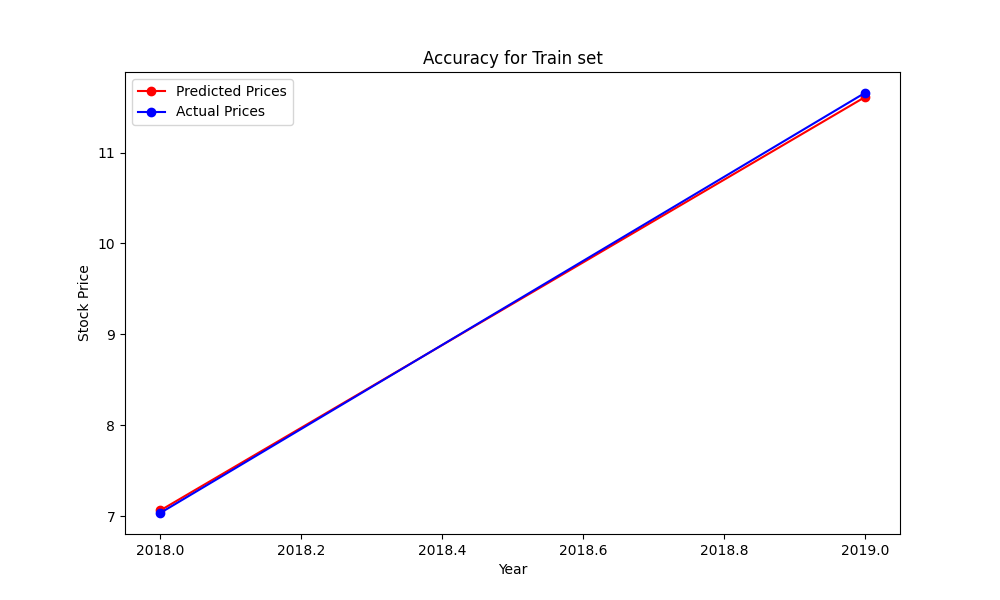 Accuracy for Train set
Predicted Prices
Actual Prices
Stock Price
11
10
9
8
7
2018.0 2018.2 2018.4 2018.6 2018.8 2019.0
Year